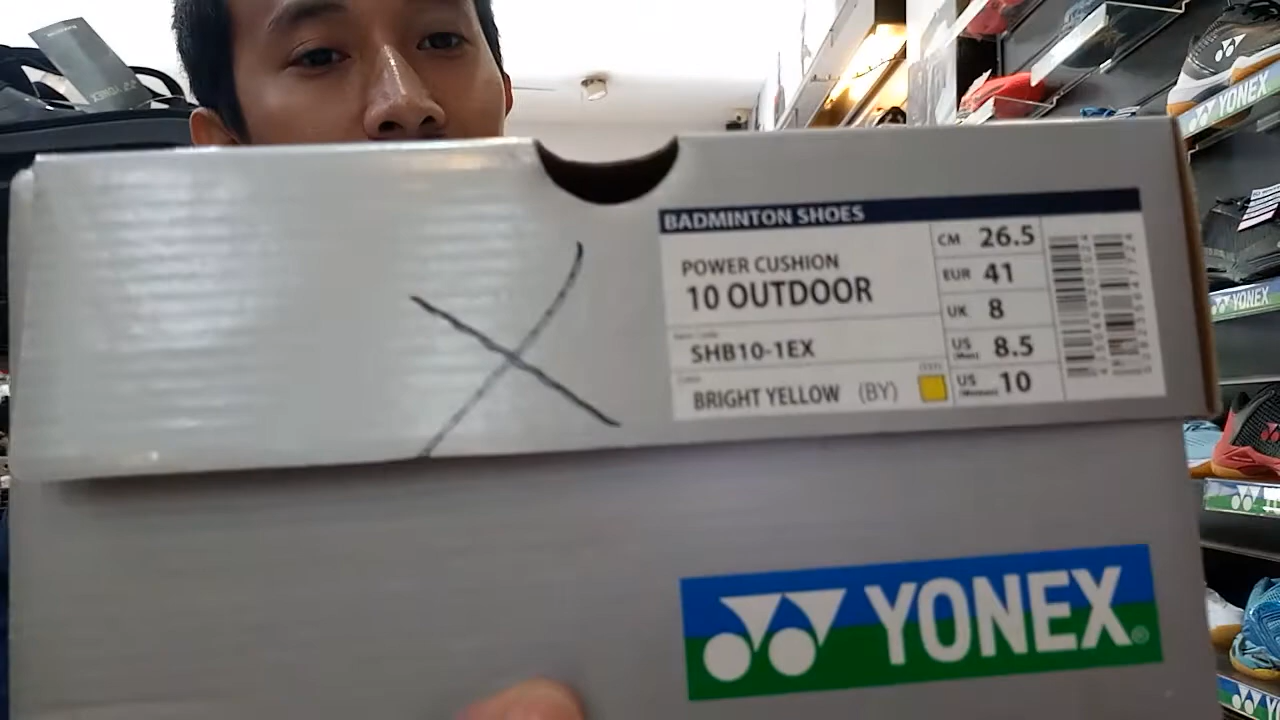 BADMINTON SHOES
POWER CUSHION
10 OUTDOOR
SHB10-1EX
BRIGHT YELLOW (BY)
CM 26.5
EUR 41
UK 8
US 8.5
US 10
YONEX
YONEX
YONEX
YONEX